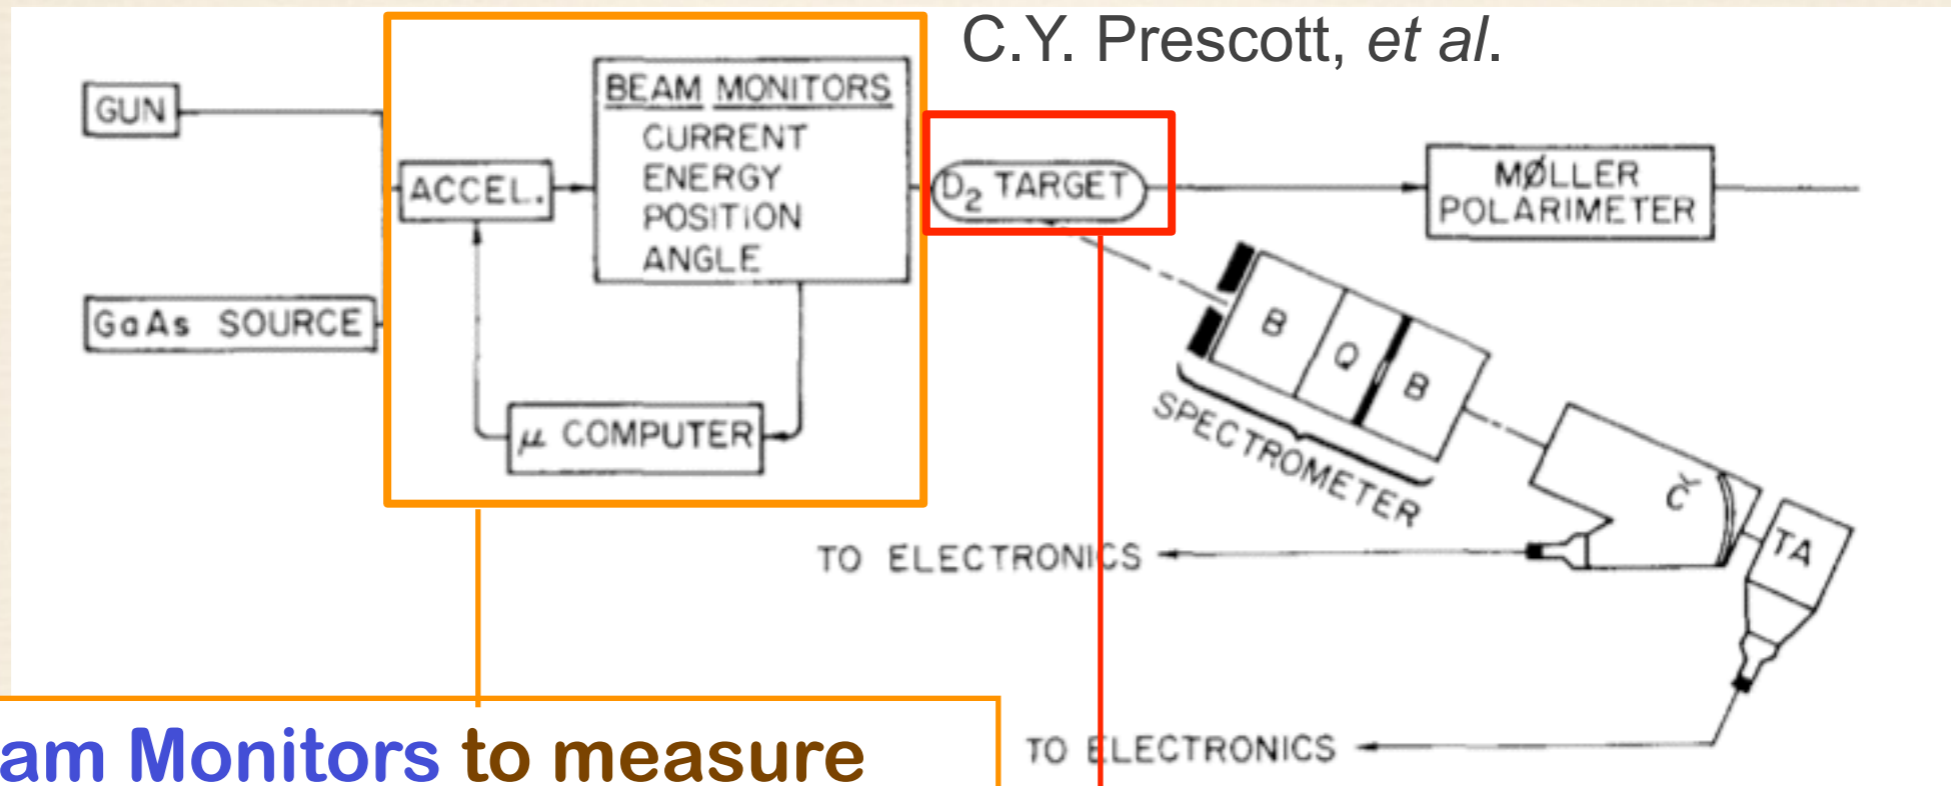 C.Y. Prescott, et al.
GUN
BEAM MONITORS
CURRENT
ENERGY
POSITION
ANGLE
ACCEL.
D₂ TARGET
MØLLER
POLARIMETER
GaAs SOURCE
μ COMPUTER
B
Q
B
SPECTROMETER
Č
TA
TO ELECTRONICS
TO ELECTRONICS
am Monitors to measure